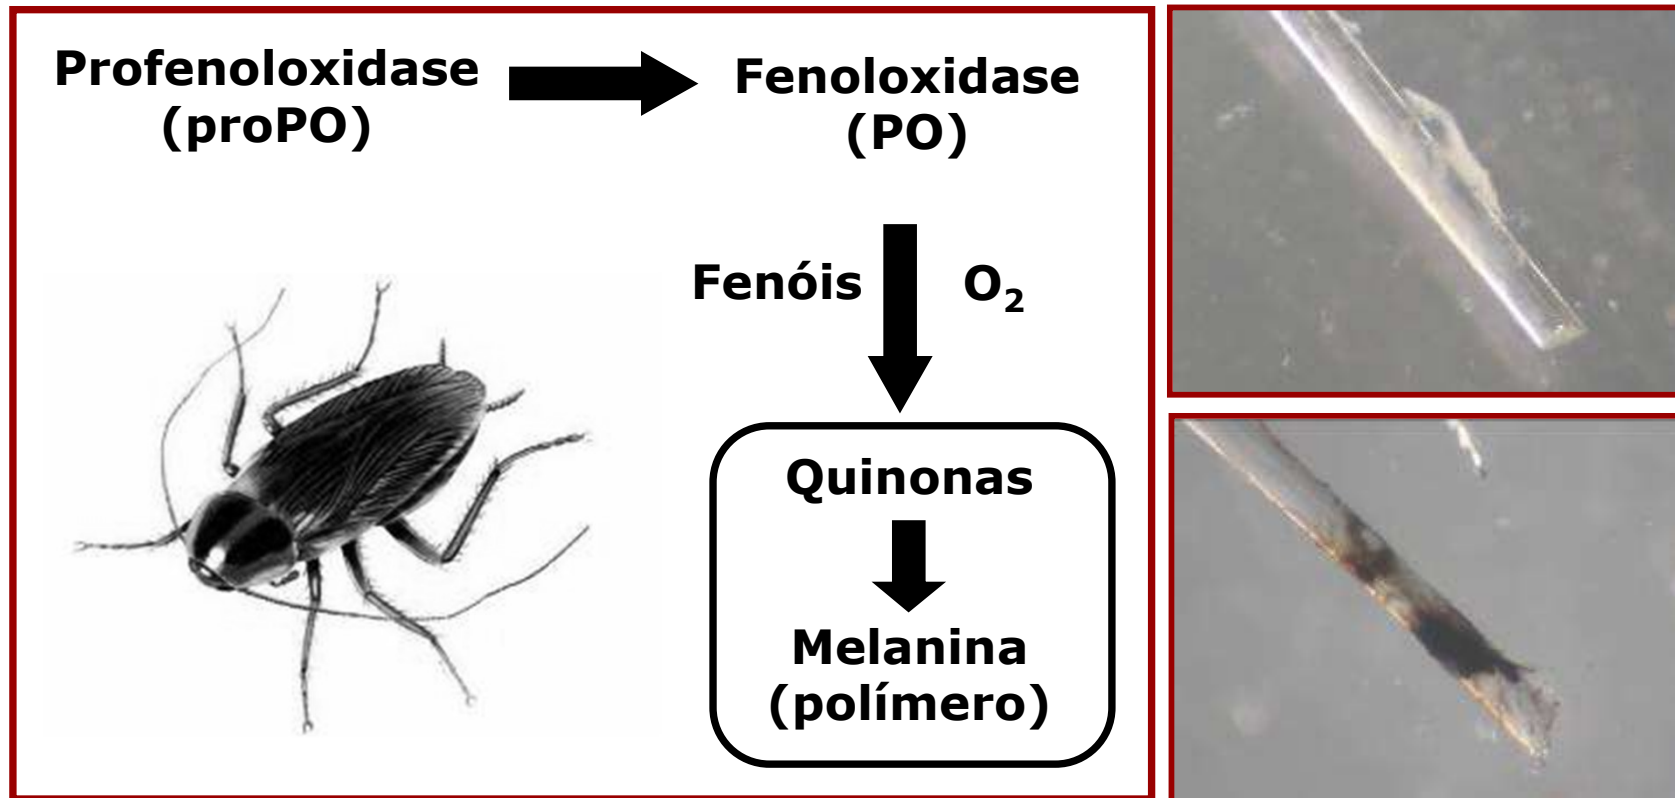 Profenoloxidase
(proPO)
Fenoloxidase
(PO)
Fenóis
O₂
Quinonas
Melanina
(polímero)